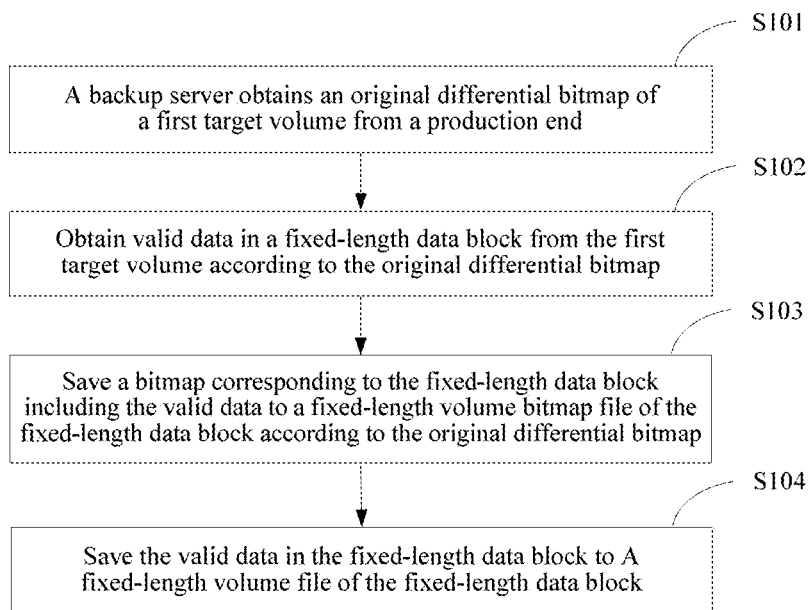 S101
A backup server obtains an original differential bitmap of
a first target volume from a production end
S102
Obtain valid data in a fixed-length data block from the first
target volume according to the original differential bitmap
S103
Save a bitmap corresponding to the fixed-length data block
including the valid data to a fixed-length volume bitmap file of the
fixed-length data block according to the original differential bitmap
S104
Save the valid data in the fixed-length data block to A
fixed-length volume file of the fixed-length data block